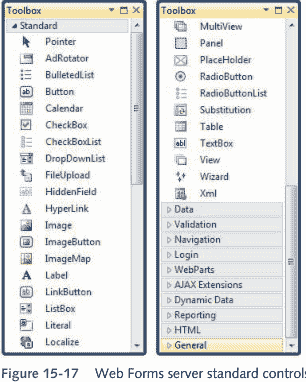 Toolbox
Standard
Pointer
AdRotator
BulletedList
Button
Calendar
CheckBox
CheckBoxList
DropDownList
FileUpload
HiddenField
HyperLink
Image
ImageButton
ImageMap
Label
LinkButton
ListBox
Literal
Localize
Toolbox
MultiView
Panel
PlaceHolder
RadioButton
RadioButtonList
Substitution
Table
TextBox
View
Wizard
Xml
Data
Validation
Navigation
Login
WebParts
AJAX Extensions
Dynamic Data
Reporting
HTML
General
Figure 15-17 Web Forms server standard controls